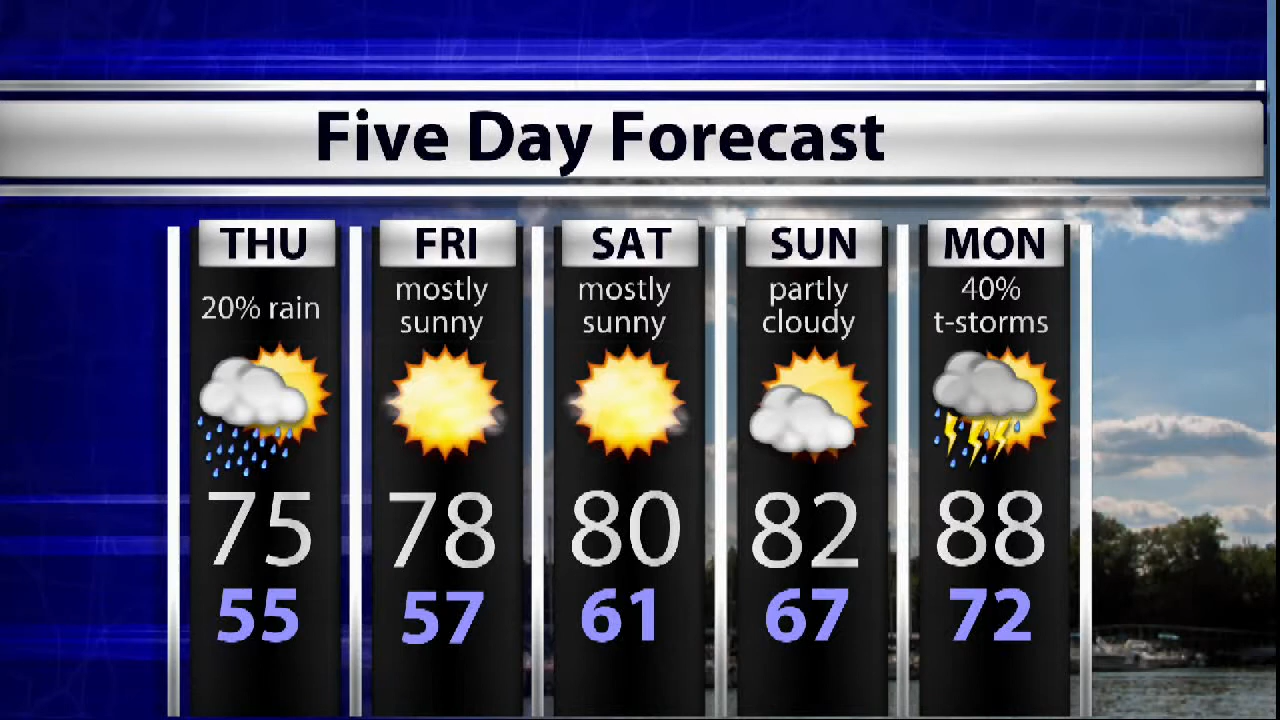 Five Day Forecast
THU
20% rain
75
55
FRI
mostly
sunny
78
57
SAT
mostly
sunny
80
61
SUN
partly
cloudy
82
67
MON
40%
t-storms
88
72